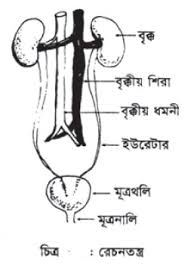 বৃক্ক
বৃক্কীয় শিরা
বৃক্কীয় ধমনী
ইউরেটার
মূত্রথলি
মূত্রনালি
চিত্র : রেচনতন্ত্র